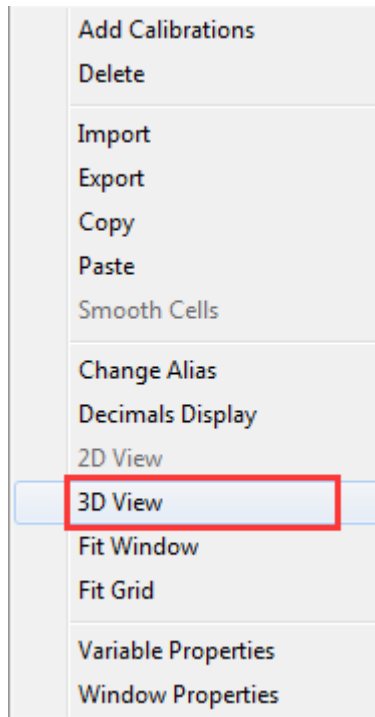 Add Calibrations
Delete
Import
Export
Copy
Paste
Smooth Cells
Change Alias
Decimals Display
2D View
3D View
Fit Window
Fit Grid
Variable Properties
Window Properties